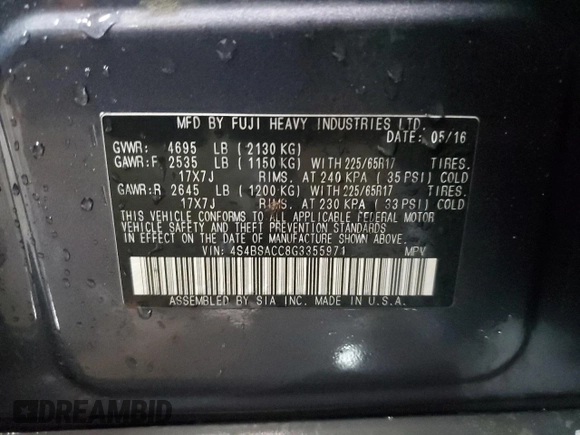 MFD BY FUJI HEAVY INDUSTRIES LTD.
DATE: 05/16
GVWR: 4695 LB (2130 KG)
GAWR:F 2535 LB (1150 KG) WITH 225/65R17 TIRES.
17X7J RIMS. AT 240 KPA (35 PSI) COLD
GAWR:R 2645 LB (1200 KG) WITH 225/65R17 TIRES.
17X7J RIMS. AT 230 KPA (33 PSI) COLD
THIS VEHICLE CONFORMS TO ALL APPLICABLE FEDERAL MOTOR
VEHICLE SAFETY AND THEFT PREVENTION STANDARDS
IN EFFECT ON THE DATE OF MANUFACTURE SHOWN ABOVE.
VIN: 4S4BSACC8G3355971 MPV
ASSEMBLED BY SIA INC. MADE IN U.S.A.
DREAMBID